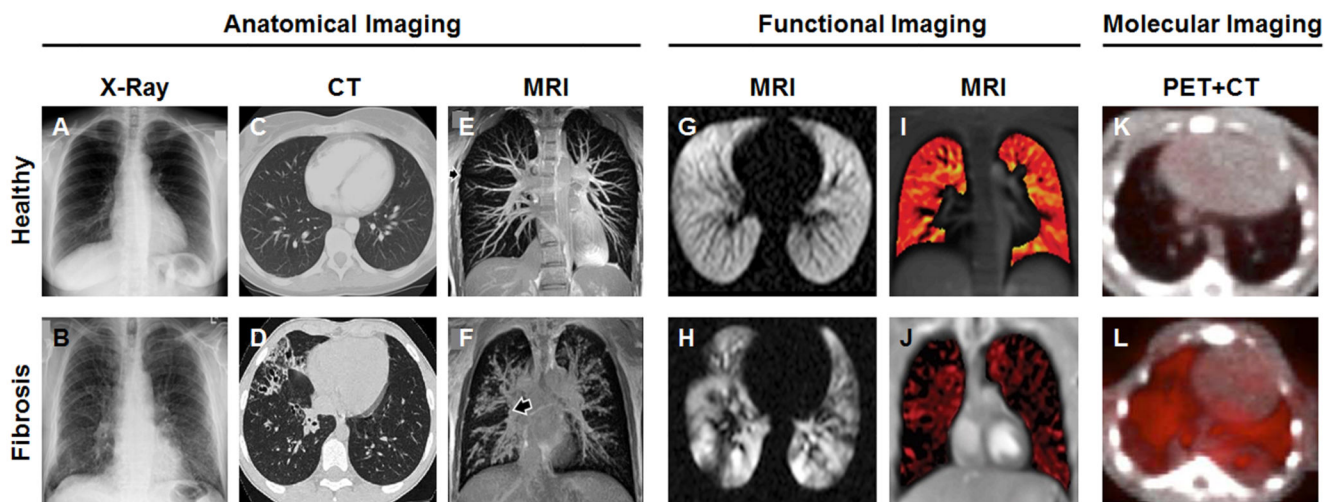 Anatomical Imaging Functional Imaging Molecular Imaging
X-Ray CT MRI MRI MRI PET+CT
Healthy
A C E G I K
Fibrosis
B D F H J L